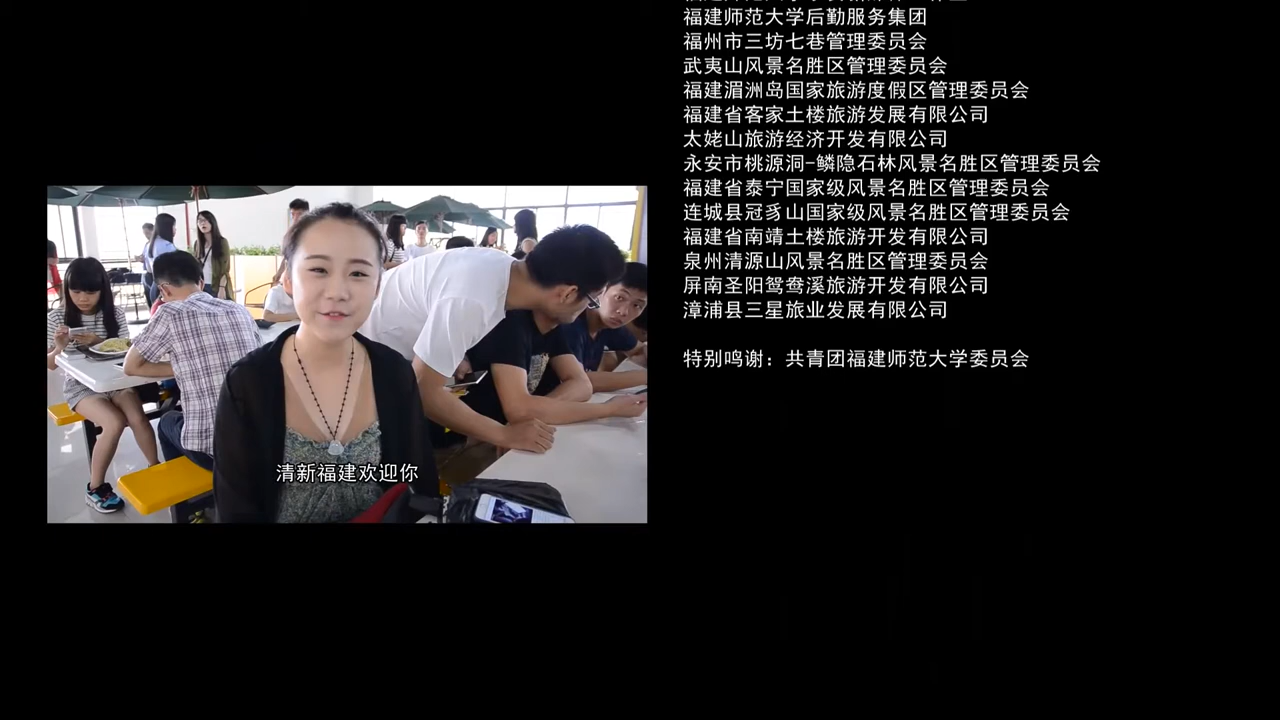 福建师范大学后勤服务集团
福州市三坊七巷管理委员会
武夷山风景名胜区管理委员会
福建湄洲岛国家旅游度假区管理委员会
福建省客家土楼旅游发展有限公司
太姥山旅游经济开发有限公司
永安市桃源洞-鳞隐石林风景名胜区管理委员会
福建省泰宁国家级风景名胜区管理委员会
连城县冠豸山国家级风景名胜区管理委员会
福建省南靖土楼旅游开发有限公司
泉州清源山风景名胜区管理委员会
屏南圣阳鸳鸯溪旅游开发有限公司
漳浦县三星旅业发展有限公司
特别鸣谢：共青团福建师范大学委员会
清新福建欢迎你